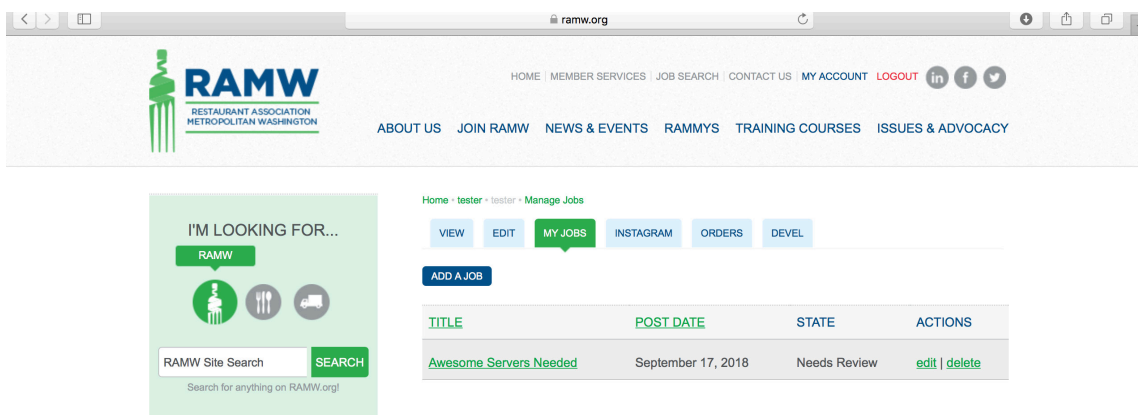 ramw.org
RAMW
RESTAURANT ASSOCIATION
METROPOLITAN WASHINGTON
HOME | MEMBER SERVICES | JOB SEARCH | CONTACT US | MY ACCOUNT LOGOUT in f
ABOUT US JOIN RAMW NEWS & EVENTS RAMMYS TRAINING COURSES ISSUES & ADVOCACY
I'M LOOKING FOR...
RAMW
RAMW Site Search SEARCH
Search for anything on RAMW.org!
Home • tester • tester • Manage Jobs
VIEW EDIT MY JOBS INSTAGRAM ORDERS DEVEL
ADD A JOB
TITLE POST DATE STATE ACTIONS
Awesome Servers Needed September 17, 2018 Needs Review edit | delete